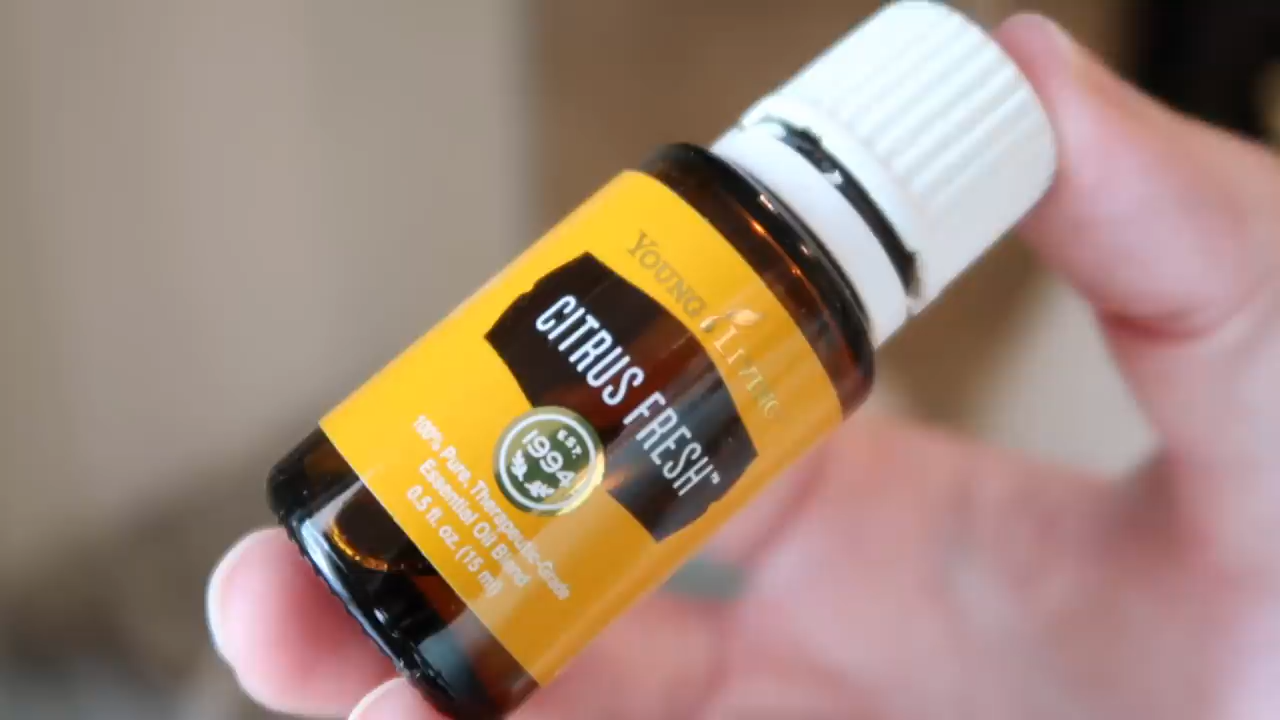 YOUNG LIVING
CITRUS FRESH™
EST.
1994
100% Pure, Therapeutic-Grade
Essential Oil Blend
0.5 fl. oz. (15 ml)